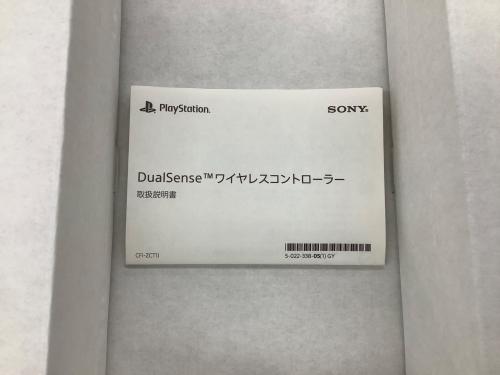 PlayStation®
SONY®
DualSense™ワイヤレスコントローラー
取扱説明書
CFI-ZCT1J
5-022-338-05(1) GY